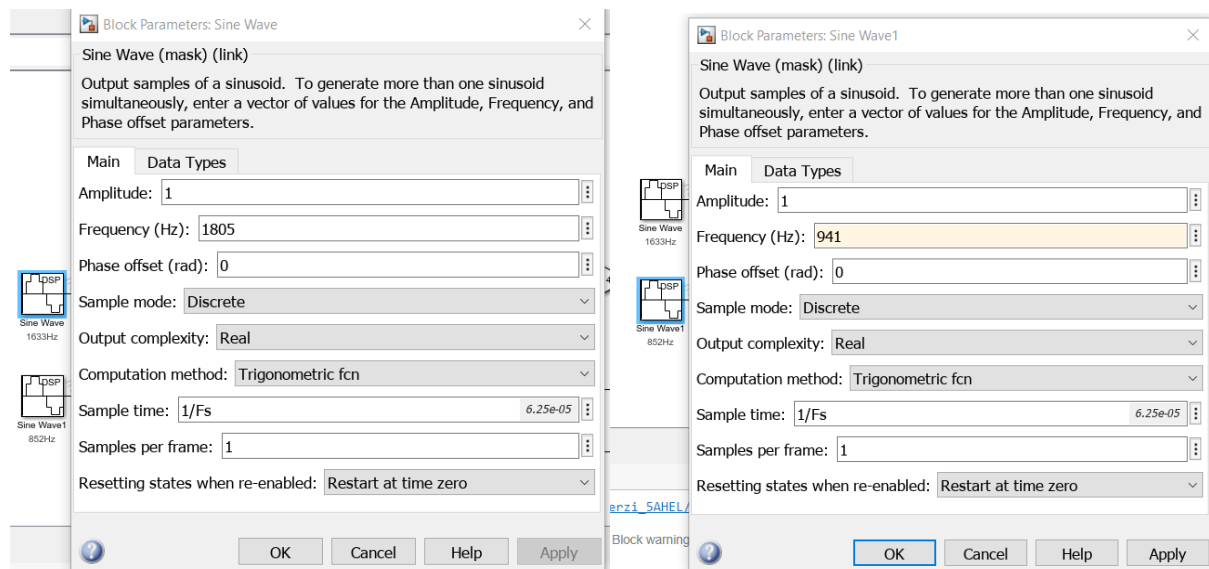 Block Parameters: Sine Wave
Sine Wave (mask) (link)
Output samples of a sinusoid. To generate more than one sinusoid
simultaneously, enter a vector of values for the Amplitude, Frequency, and
Phase offset parameters.
Main Data Types
Amplitude: 1
Frequency (Hz): 1805
Phase offset (rad): 0
Sample mode: Discrete
Output complexity: Real
Computation method: Trigonometric fcn
Sample time: 1/Fs 6.25e-05
Samples per frame: 1
Resetting states when re-enabled: Restart at time zero
OK Cancel Help Apply
DSP
Sine Wave
1633Hz
DSP
Sine Wave1
852Hz
Block Parameters: Sine Wave1
Sine Wave (mask) (link)
Output samples of a sinusoid. To generate more than one sinusoid
simultaneously, enter a vector of values for the Amplitude, Frequency, and
Phase offset parameters.
Main Data Types
Amplitude: 1
Frequency (Hz): 941
Phase offset (rad): 0
Sample mode: Discrete
Output complexity: Real
Computation method: Trigonometric fcn
Sample time: 1/Fs 6.25e-05
Samples per frame: 1
Resetting states when re-enabled: Restart at time zero
OK Cancel Help Apply
DSP
Sine Wave
1633Hz
DSP
Sine Wave1
852Hz
erzi_5AHEL/
Block warning